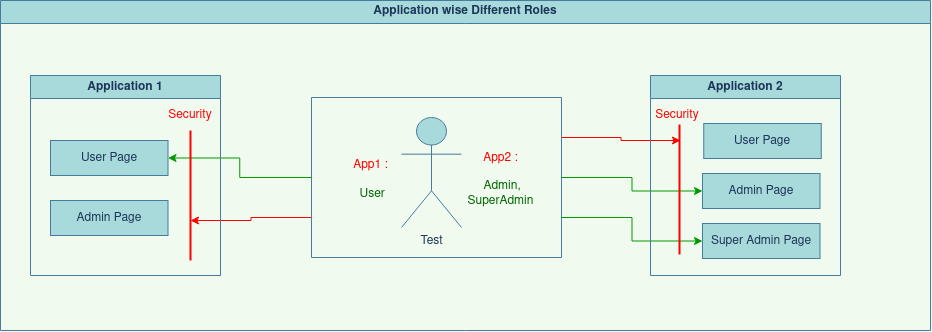 Application wise Different Roles
Application 1
Security
User Page
Admin Page
App1 :
User
App2 :
Admin,
SuperAdmin
Test
Application 2
Security
User Page
Admin Page
Super Admin Page